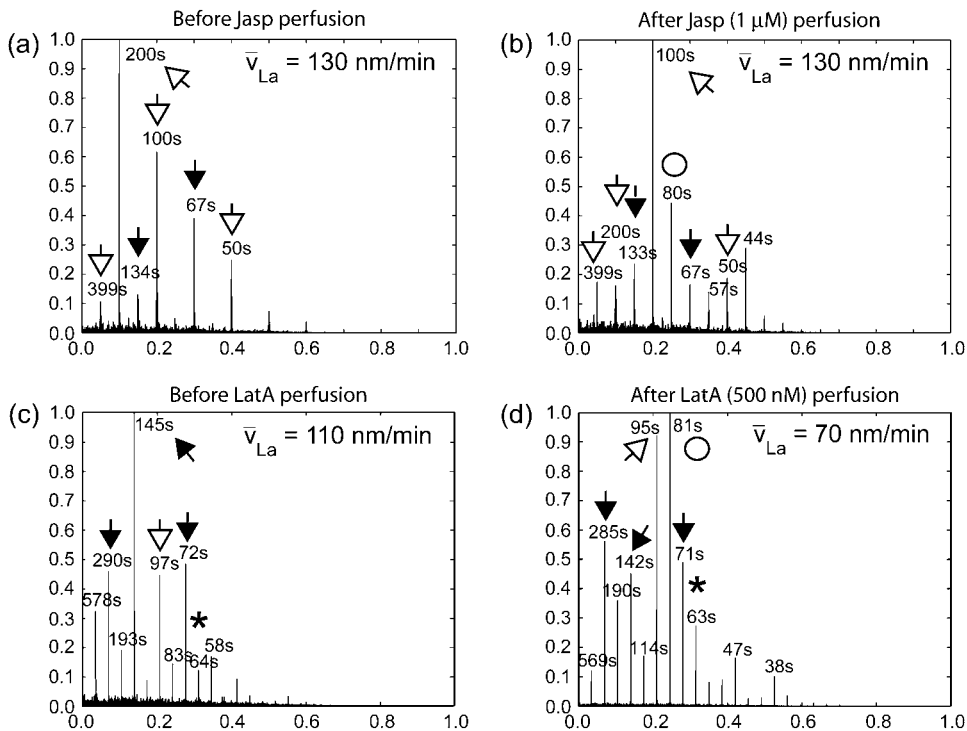 Before Jasp perfusion
(a)
v̄La = 130 nm/min
200s
100s
67s
50s
134s
399s
1.0
0.9
0.8
0.7
0.6
0.5
0.4
0.3
0.2
0.1
0.0
0.0 0.2 0.4 0.6 0.8 1.0
After Jasp (1 μM) perfusion
(b)
v̄La = 130 nm/min
100s
80s
200s
133s
399s
67s
57s
50s
44s
1.0
0.9
0.8
0.7
0.6
0.5
0.4
0.3
0.2
0.1
0.0
0.0 0.2 0.4 0.6 0.8 1.0
Before LatA perfusion
(c)
v̄La = 110 nm/min
145s
290s
97s
72s
578s
*
193s
83s
64s
58s
1.0
0.9
0.8
0.7
0.6
0.5
0.4
0.3
0.2
0.1
0.0
0.0 0.2 0.4 0.6 0.8 1.0
After LatA (500 nM) perfusion
(d)
v̄La = 70 nm/min
95s
81s
285s
142s
71s
190s
*
63s
114s
47s
569s
38s
1.0
0.9
0.8
0.7
0.6
0.5
0.4
0.3
0.2
0.1
0.0
0.0 0.2 0.4 0.6 0.8 1.0